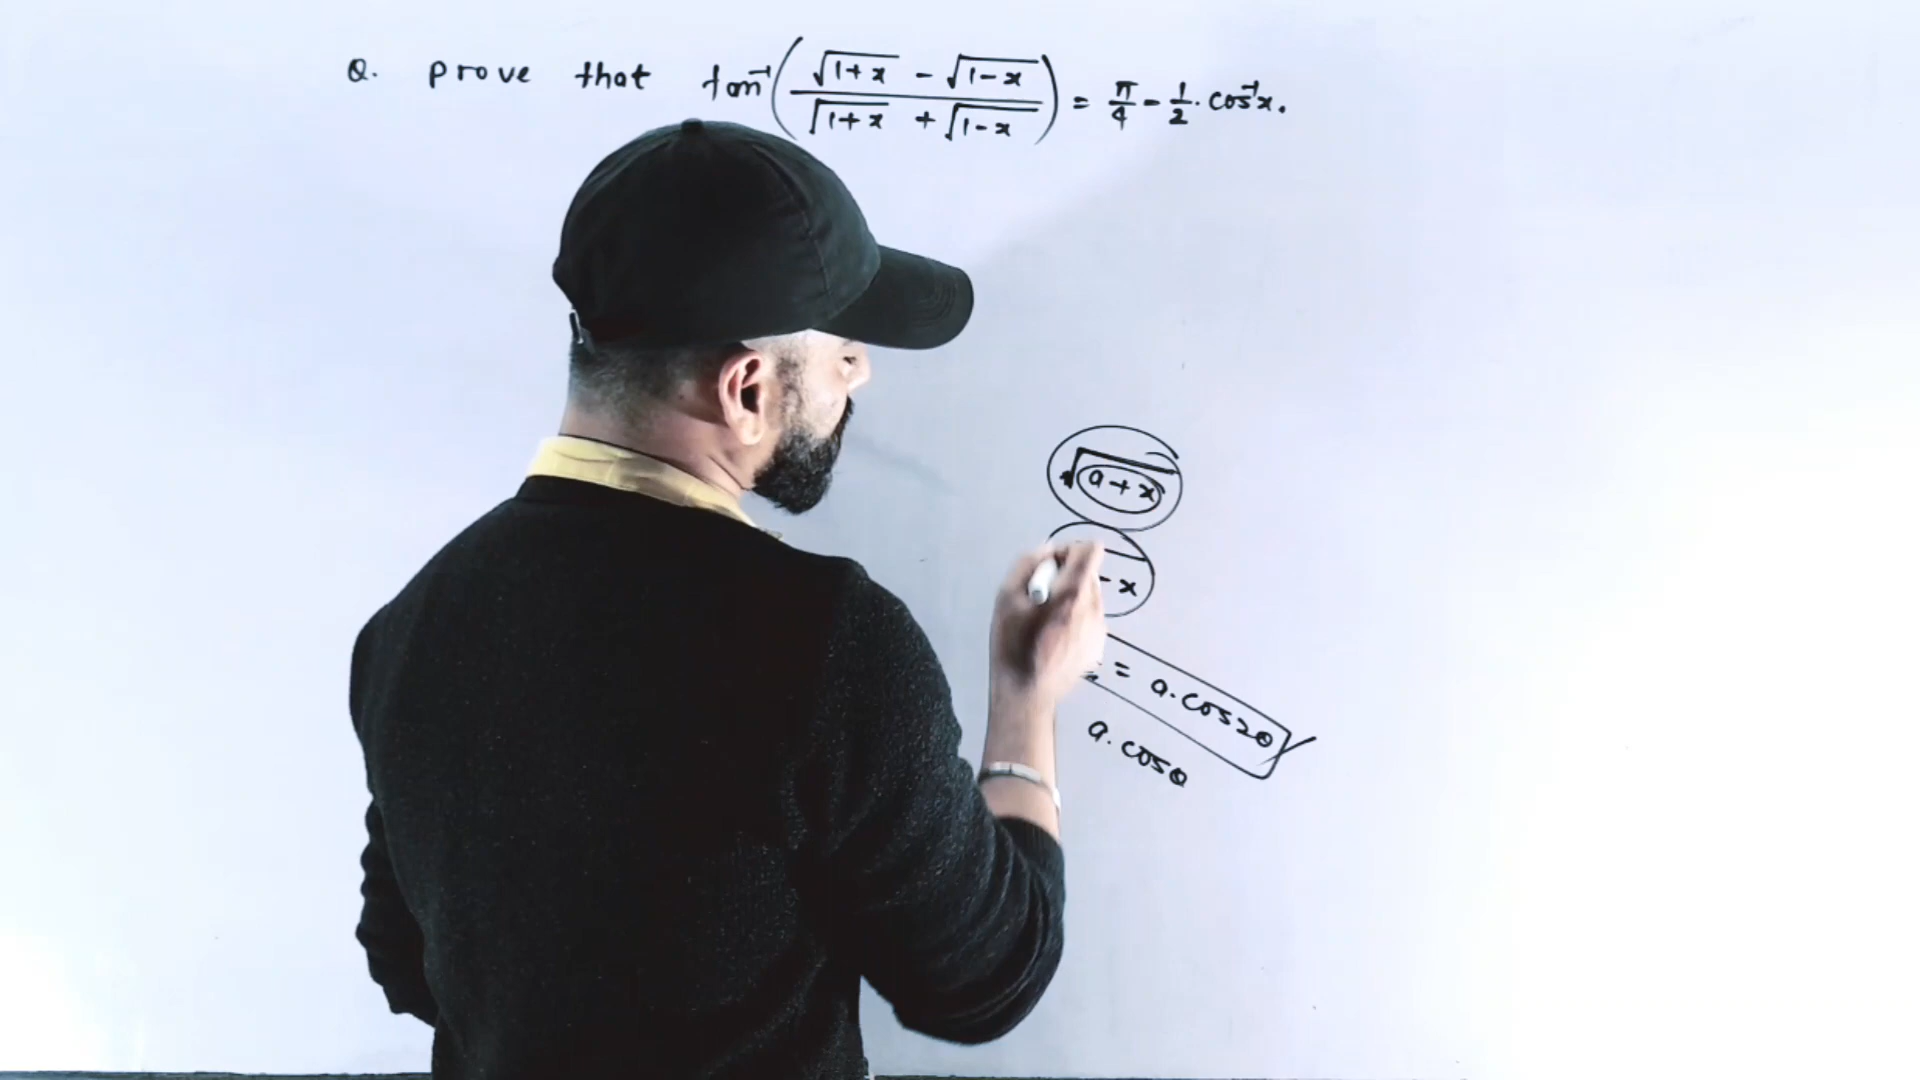 Q. prove that tan⁻¹(√(1+x) - √(1-x) / √(1+x) + √(1-x)) = π/4 - 1/2 · cos⁻¹x.
√(a+x)
- x
= a.cos2θ
a.cosθ